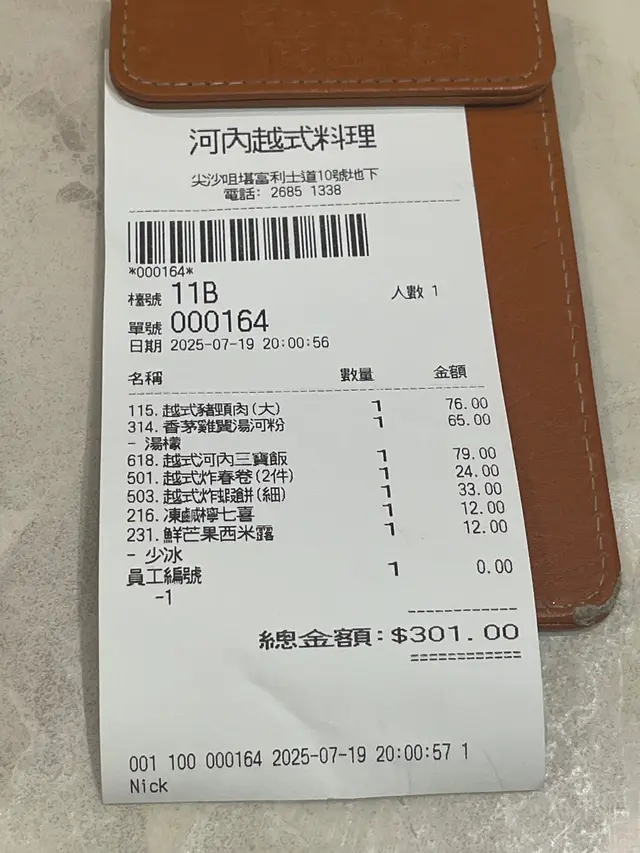 河內越式料理
尖沙咀堪富利士道10號地下
電話: 2685 1338
*000164*
檯號 11B 人數 1
單號 000164
日期 2025-07-19 20:00:56
名稱 數量 金額
115.越式豬頸肉(大) 1 76.00
314.香茅雞翼湯河粉 1 65.00
- 湯檬
618.越式河內三寶飯 1 79.00
501.越式炸春卷(2件) 1 24.00
503.越式炸蝦餅(細) 1 33.00
216.凍鹹檸七喜 1 12.00
231.鮮芒果西米露 1 12.00
- 少冰
員工編號 1 0.00
-1
總金額:$301.00
001 100 000164 2025-07-19 20:00:57 1
Nick